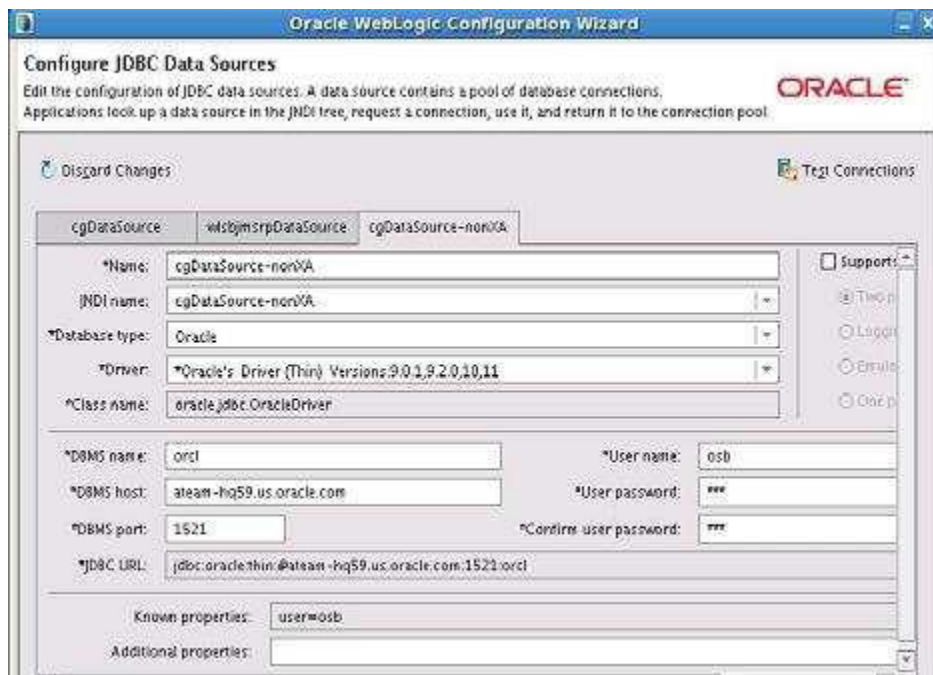 Oracle WebLogic Configuration Wizard
Configure JDBC Data Sources
Edit the configuration of JDBC data sources. A data source contains a pool of database connections.
Applications look up a data source in the JNDI tree, request a connection, use it, and return it to the connection pool.
ORACLE
Discard Changes
Test Connections
cgDataSource
wlsbjmsrpDataSource
cgDataSource-nonXA
*Name: cgDataSource-nonXA
Supports
JNDI name: cgDataSource-nonXA
Two p
*Database type: Oracle
Loggi
*Driver: *Oracle's Driver (Thin) Versions:9.0.1,9.2.0,10,11
Emula
*Class name: oracle.jdbc.OracleDriver
One p
*DBMS name: orcl
*User name: osb
*DBMS host: ateam-hq59.us.oracle.com
*User password: ***
*DBMS port: 1521
*Confirm user password: ***
*JDBC URL: jdbc:oracle:thin:@ateam-hq59.us.oracle.com:1521:orcl
Known properties: user=osb
Additional properties: